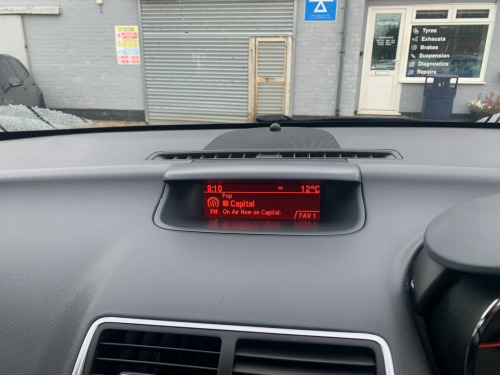 RECEPTION
Tyres
Exhausts
Brakes
Suspension
Diagnostics
Repairs
9:10
12°C
Pop
Capital
FM
On Air Now on Capital:
FAV 1